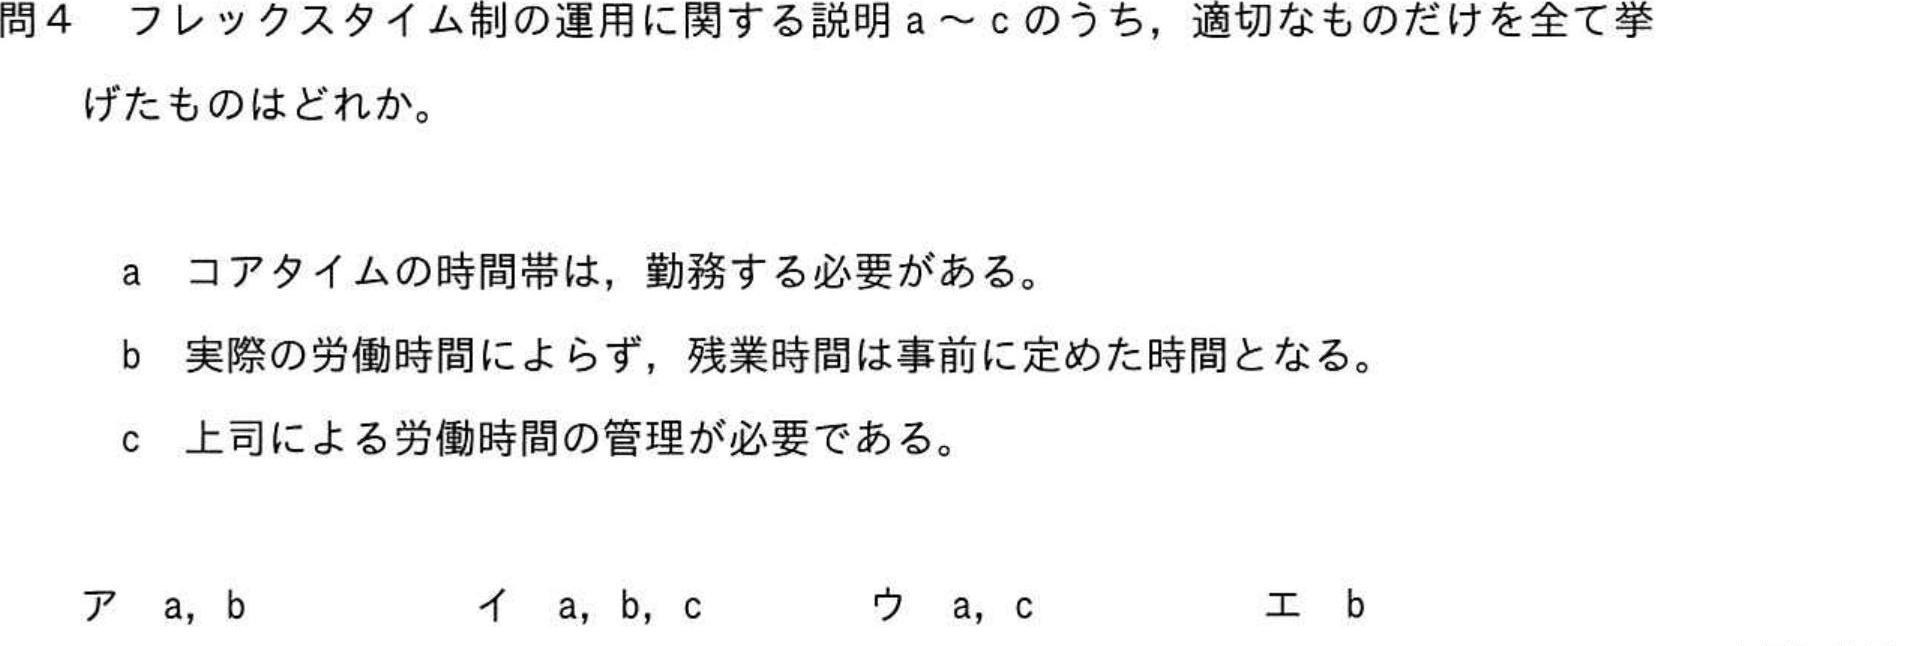 問4　フレックスタイム制の運用に関する説明 a ～ c のうち，適切なものだけを全て挙
げたものはどれか。
a　コアタイムの時間帯は，勤務する必要がある。
b　実際の労働時間によらず，残業時間は事前に定めた時間となる。
c　上司による労働時間の管理が必要である。
ア　a，b　イ　a，b，c　ウ　a，c　エ　b